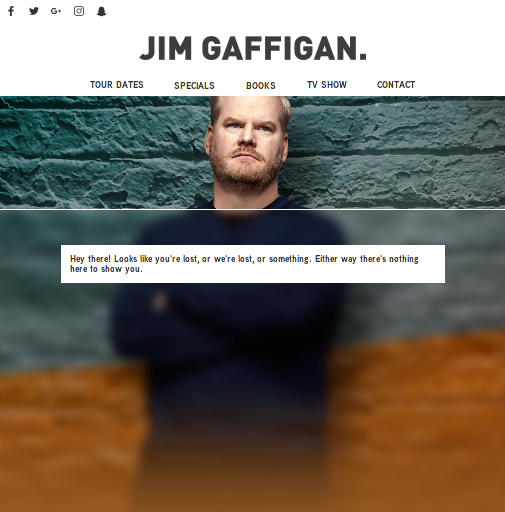 JIM GAFFIGAN.
TOUR DATES SPECIALS BOOKS TV SHOW CONTACT
Hey there! Looks like you're lost, or we're lost, or something. Either way there's nothing
here to show you.